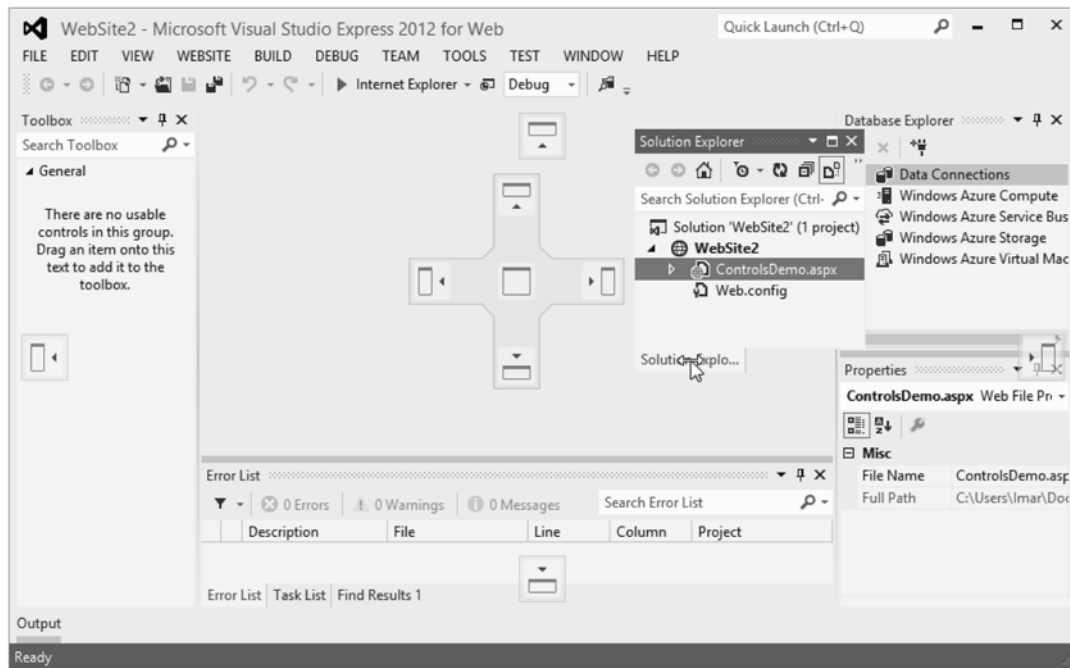 WebSite2 - Microsoft Visual Studio Express 2012 for Web
Quick Launch (Ctrl+Q)
FILE EDIT VIEW WEBSITE BUILD DEBUG TEAM TOOLS TEST WINDOW HELP
Internet Explorer Debug
Toolbox
Search Toolbox
General
There are no usable
controls in this group.
Drag an item onto this
text to add it to the
toolbox.
Solution Explorer
Search Solution Explorer (Ctrl-
Solution 'WebSite2' (1 project)
WebSite2
ControlsDemo.aspx
Web.config
Solution Explo...
Database Explorer
Data Connections
Windows Azure Compute
Windows Azure Service Bus
Windows Azure Storage
Windows Azure Virtual Mac
Properties
ControlsDemo.aspx Web File Pr
Misc
File Name ControlsDemo.asp
Full Path C:\Users\Imar\Doc
Error List
0 Errors 0 Warnings 0 Messages Search Error List
Description File Line Column Project
Error List Task List Find Results 1
Output
Ready